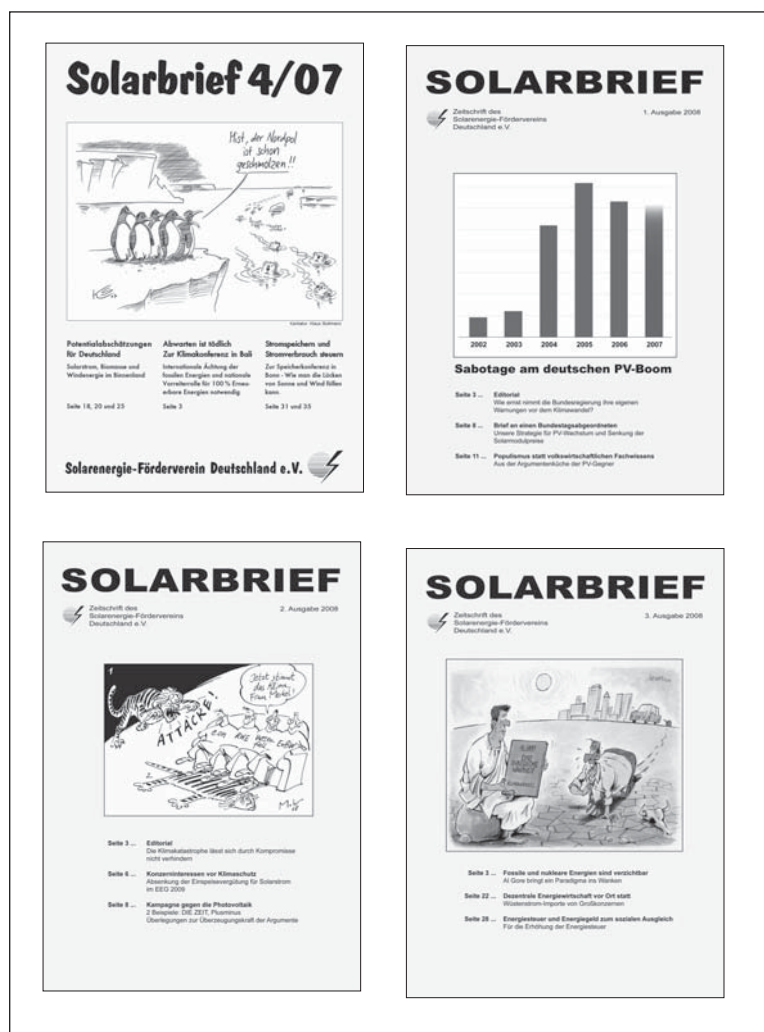 Solarbrief 4/07
Mist, der Nordpol
ist schon
geschmolzen!!
Karikatur: Klaus Stuttmann
Potentialabschätzungen
für Deutschland
Solarstrom, Biomasse und
Windenergie im Binnenland
Seite 18, 20 und 25
Abwarten ist tödlich
Zur Klimakonferenz in Bali
Internationale Ächtung der
fossilen Energien und nationale
Vorreiterrolle für 100 % Erneu-
erbare Energien notwendig
Seite 3
Stromspeichern und
Stromverbrauch steuern
Zur Speicherkonferenz in
Bonn - Wie man die Lücken
von Sonne und Wind füllen
kann.
Seite 31 und 35
Solarenergie-Förderverein Deutschland e.V.
SOLARBRIEF
Zeitschrift des
Solarenergie-Fördervereins
Deutschland e.V.
1. Ausgabe 2008
2002 2003 2004 2005 2006 2007
Sabotage am deutschen PV-Boom
Seite 3 ... Editorial
Wie ernst nimmt die Bundesregierung ihre eigenen
Warnungen vor dem Klimawandel?
Seite 8 ... Brief an einen Bundestagsabgeordneten
Unsere Strategie für PV-Wachstum und Senkung der
Solarmodulpreise
Seite 11 ... Populismus statt volkswirtschaftlichen Fachwissens
Aus der Argumentenküche der PV-Gegner
SOLARBRIEF
Zeitschrift des
Solarenergie-Fördervereins
Deutschland e.V.
2. Ausgabe 2008
1
ATTACKE!
Jetzt stimmt
das Klima,
Frau Merkel!
e.on RWE
2
Seite 3 ... Editorial
Die Klimakatastrophe lässt sich durch Kompromisse
nicht verhindern
Seite 6 ... Konzerninteressen vor Klimaschutz
Absenkung der Einspeisevergütung für Solarstrom
im EEG 2009
Seite 8 ... Kampagne gegen die Photovoltaik
2 Beispiele: DIE ZEIT, Plusminus
Überlegungen zur Überzeugungskraft der Argumente
SOLARBRIEF
Zeitschrift des
Solarenergie-Fördervereins
Deutschland e.V.
3. Ausgabe 2008
Seite 3 ... Fossile und nukleare Energien sind verzichtbar
Al Gore bringt ein Paradigma ins Wanken
Seite 22 ... Dezentrale Energiewirtschaft vor Ort statt
Wüstenstrom-Importe von Großkonzernen
Seite 28 ... Energiesteuer und Energiegeld zum sozialen Ausgleich
Für die Erhöhung der Energiesteuer